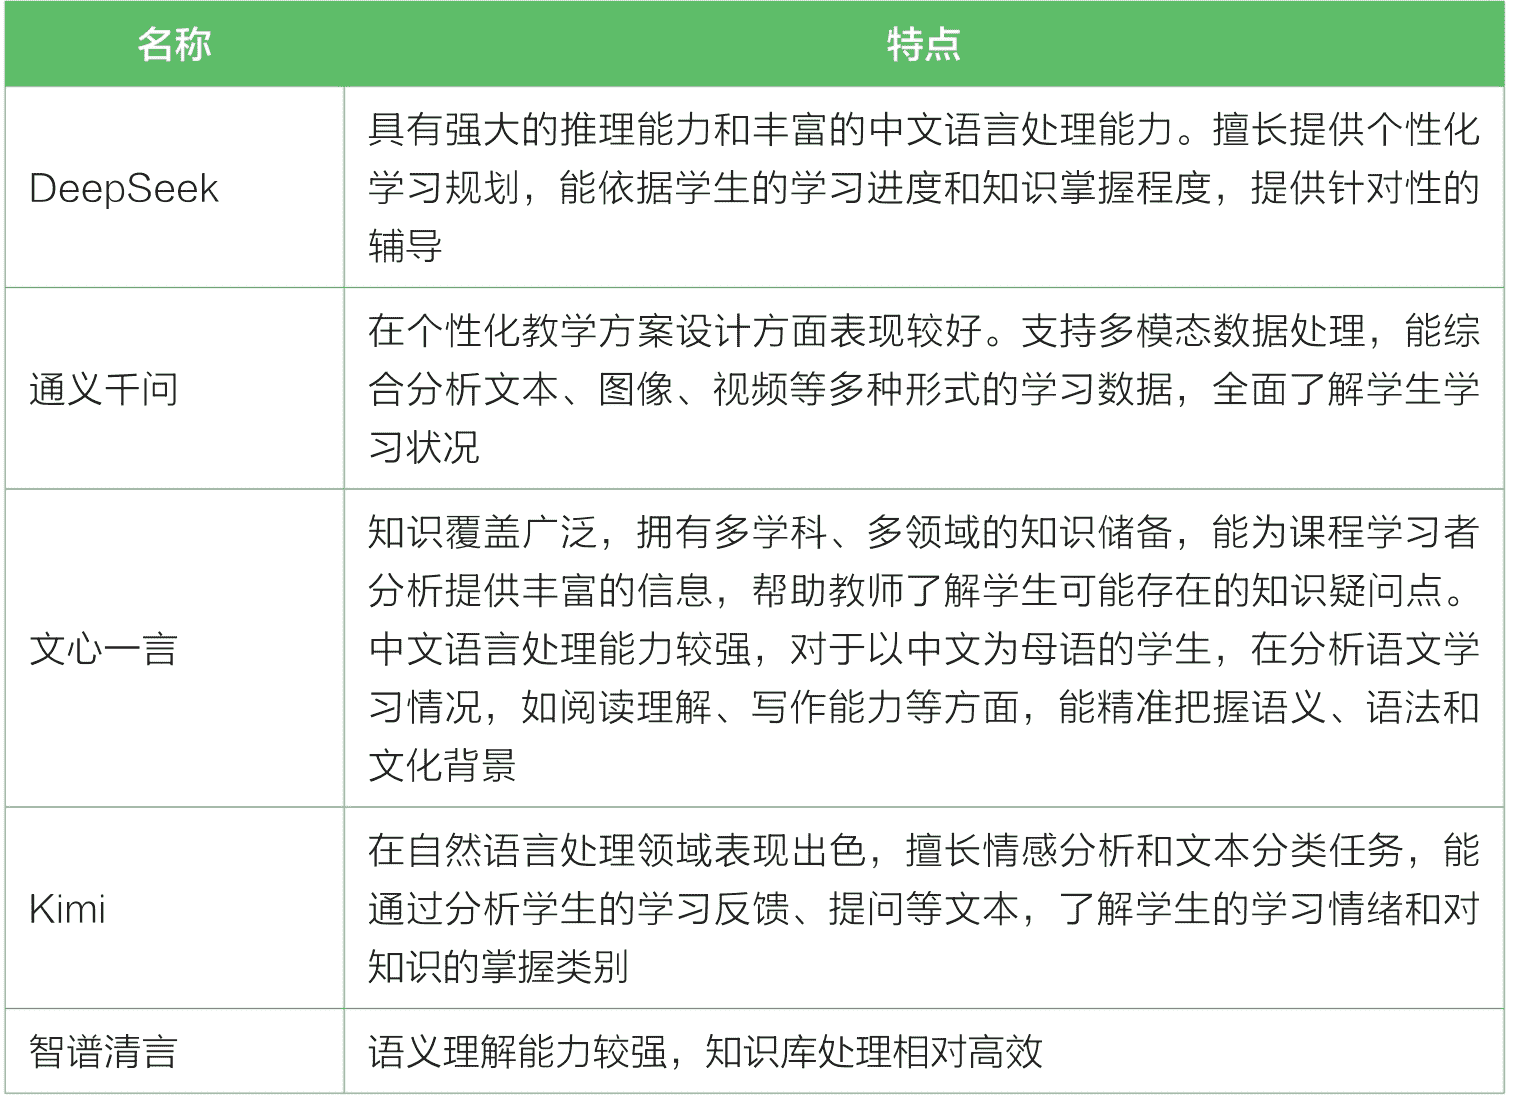 名称
特点
DeepSeek
具有强大的推理能力和丰富的中文语言处理能力。擅长提供个性化
学习规划，能依据学生的学习进度和知识掌握程度，提供针对性的
辅导
通义千问
在个性化教学方案设计方面表现较好。支持多模态数据处理，能综
合分析文本、图像、视频等多种形式的学习数据，全面了解学生学
习状况
文心一言
知识覆盖广泛，拥有多学科、多领域的知识储备，能为课程学习者
分析提供丰富的信息，帮助教师了解学生可能存在的知识疑问点。
中文语言处理能力较强，对于以中文为母语的学生，在分析语文学
习情况，如阅读理解、写作能力等方面，能精准把握语义、语法和
文化背景
Kimi
在自然语言处理领域表现出色，擅长情感分析和文本分类任务，能
通过分析学生的学习反馈、提问等文本，了解学生的学习情绪和对
知识的掌握类别
智谱清言
语义理解能力较强，知识库处理相对高效